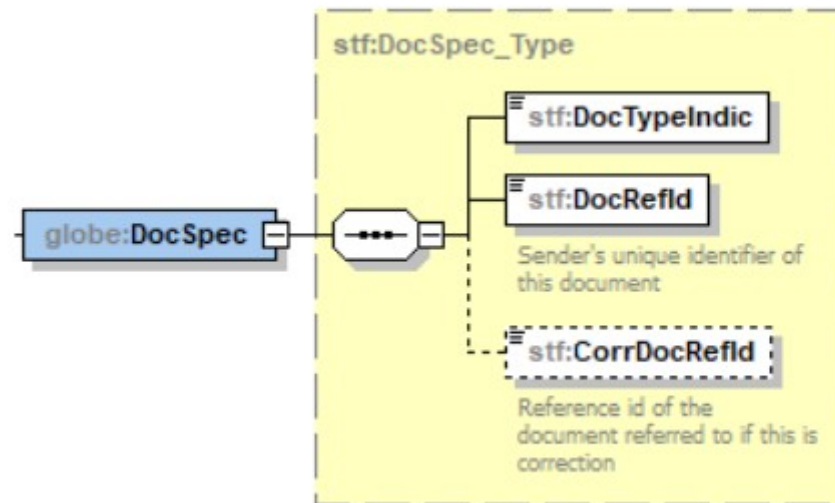 stf:DocSpec_Type
stf:DocTypeIndic
globe:DocSpec
stf:DocRefId
Sender's unique identifier of
this document
stf:CorrDocRefId
Reference id of the
document referred to if this is
correction